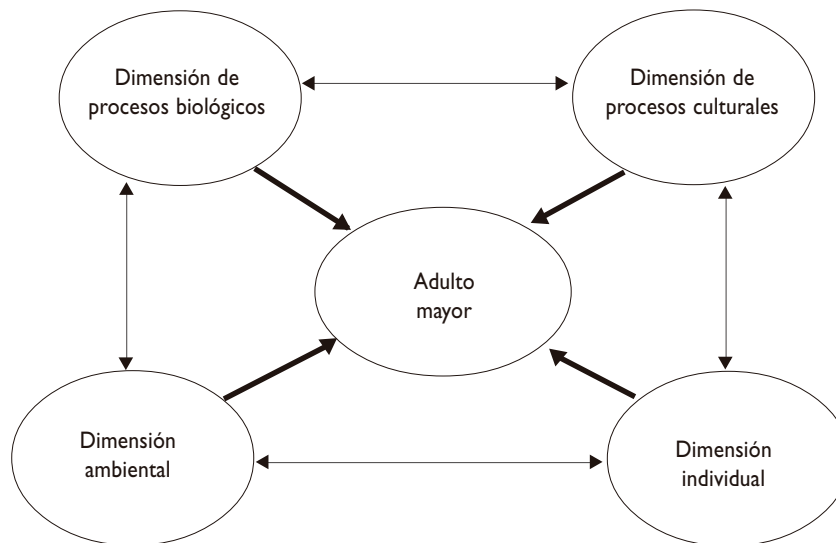 Dimensión de
procesos biológicos
Dimensión de
procesos culturales
Adulto
mayor
Dimensión
ambiental
Dimensión
individual